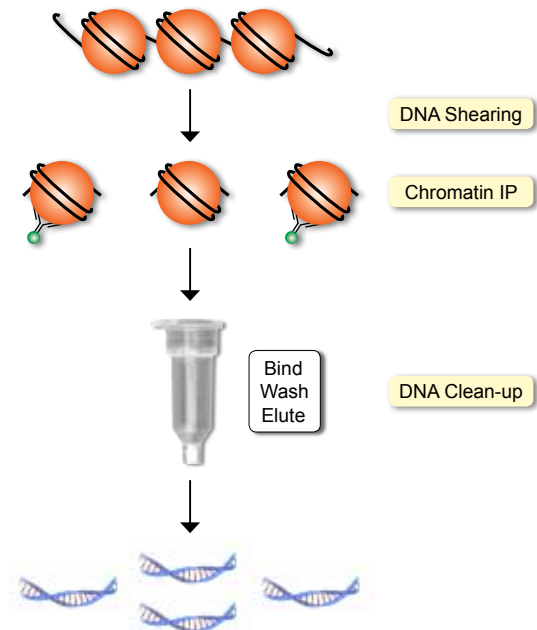 DNA Shearing
Chromatin IP
Bind
Wash
Elute
DNA Clean-up